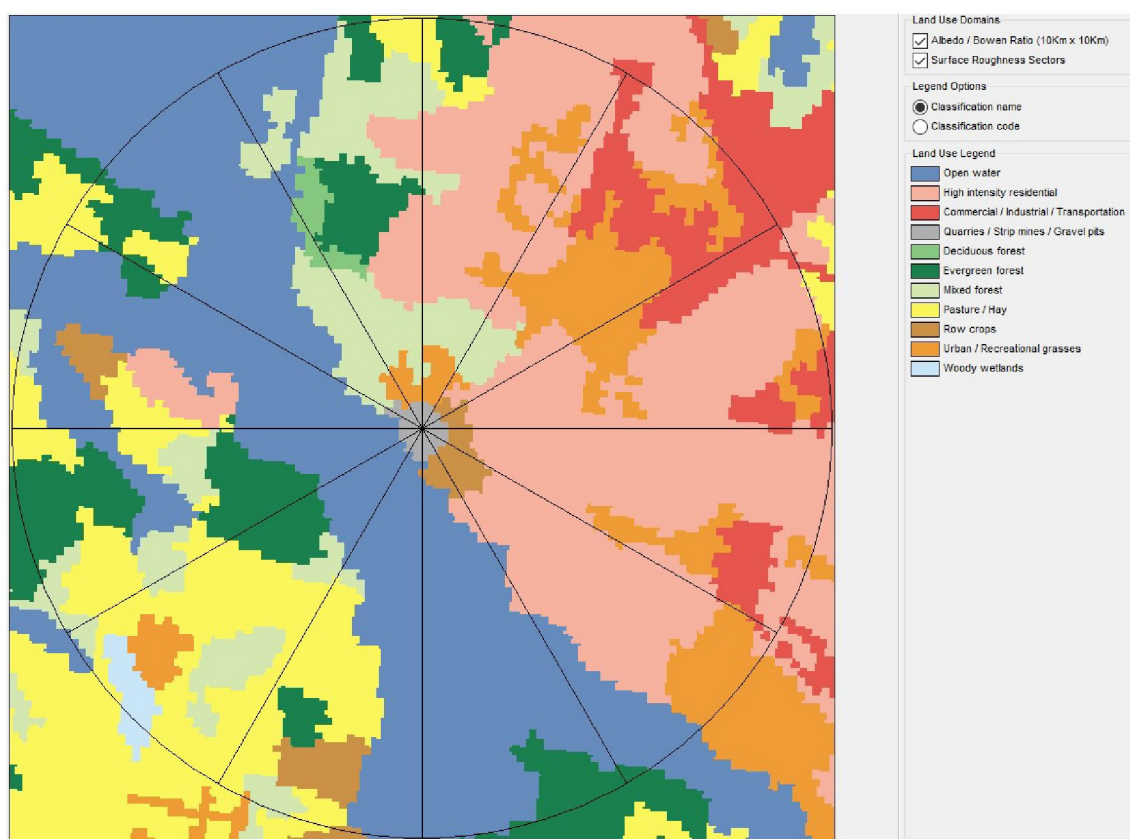 Land Use Domains
Albedo / Bowen Ratio (10Km x 10Km)
Surface Roughness Sectors
Legend Options
Classification name
Classification code
Land Use Legend
Open water
High intensity residential
Commercial / Industrial / Transportation
Quarries / Strip mines / Gravel pits
Deciduous forest
Evergreen forest
Mixed forest
Pasture / Hay
Row crops
Urban / Recreational grasses
Woody wetlands